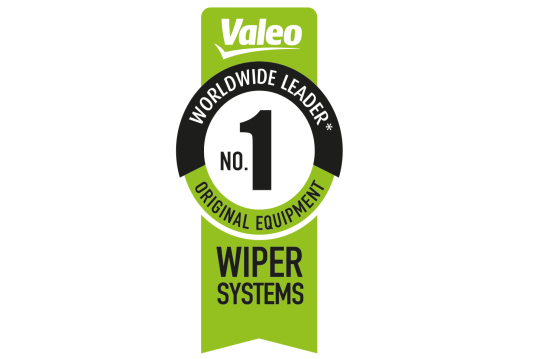 Valeo
WORLDWIDE LEADER*
NO. 1
ORIGINAL EQUIPMENT
WIPER
SYSTEMS